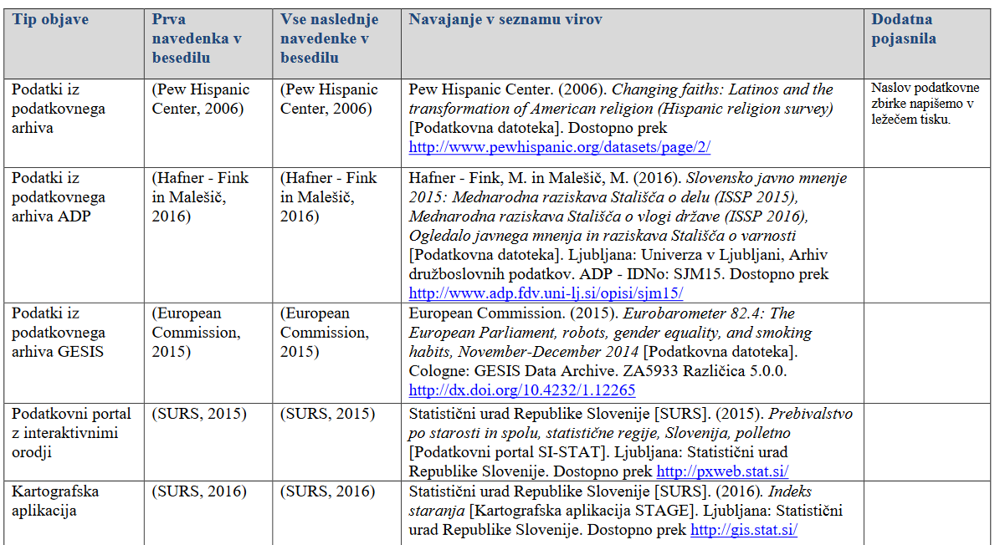 Tip objave
Prva
navedenka v
besedilu
Vse naslednje
navedenke v
besedilu
Navajanje v seznamu virov
Dodatna
pojasnila
Podatki iz
podatkovnega
arhiva
(Pew Hispanic
Center, 2006)
(Pew Hispanic
Center, 2006)
Pew Hispanic Center. (2006). Changing faiths: Latinos and the
transformation of American religion (Hispanic religion survey)
[Podatkovna datoteka]. Dostopno prek
http://www.pewhispanic.org/datasets/page/2/
Naslov podatkovne
zbirke napišemo v
ležečem tisku.
Podatki iz
podatkovnega
arhiva ADP
(Hafner - Fink
in Malešič,
2016)
(Hafner - Fink
in Malešič,
2016)
Hafner - Fink, M. in Malešič, M. (2016). Slovensko javno mnenje
2015: Mednarodna raziskava Stališča o delu (ISSP 2015),
Mednarodna raziskava Stališča o vlogi države (ISSP 2016),
Ogledalo javnega mnenja in raziskava Stališča o varnosti
[Podatkovna datoteka]. Ljubljana: Univerza v Ljubljani, Arhiv
družboslovnih podatkov. ADP - IDNo: SJM15. Dostopno prek
http://www.adp.fdv.uni-lj.si/opisi/sjm15/
Podatki iz
podatkovnega
arhiva GESIS
(European
Commission,
2015)
(European
Commission,
2015)
European Commission. (2015). Eurobarometer 82.4: The
European Parliament, robots, gender equality, and smoking
habits, November-December 2014 [Podatkovna datoteka].
Cologne: GESIS Data Archive. ZA5933 Različica 5.0.0.
http://dx.doi.org/10.4232/1.12265
Podatkovni portal
z interaktivnimi
orodji
(SURS, 2015)
(SURS, 2015)
Statistični urad Republike Slovenije [SURS]. (2015). Prebivalstvo
po starosti in spolu, statistične regije, Slovenija, polletno
[Podatkovni portal SI-STAT]. Ljubljana: Statistični urad
Republike Slovenije. Dostopno prek http://pxweb.stat.si/
Kartografska
aplikacija
(SURS, 2016)
(SURS, 2016)
Statistični urad Republike Slovenije [SURS]. (2016). Indeks
staranja [Kartografska aplikacija STAGE]. Ljubljana: Statistični
urad Republike Slovenije. Dostopno prek http://gis.stat.si/